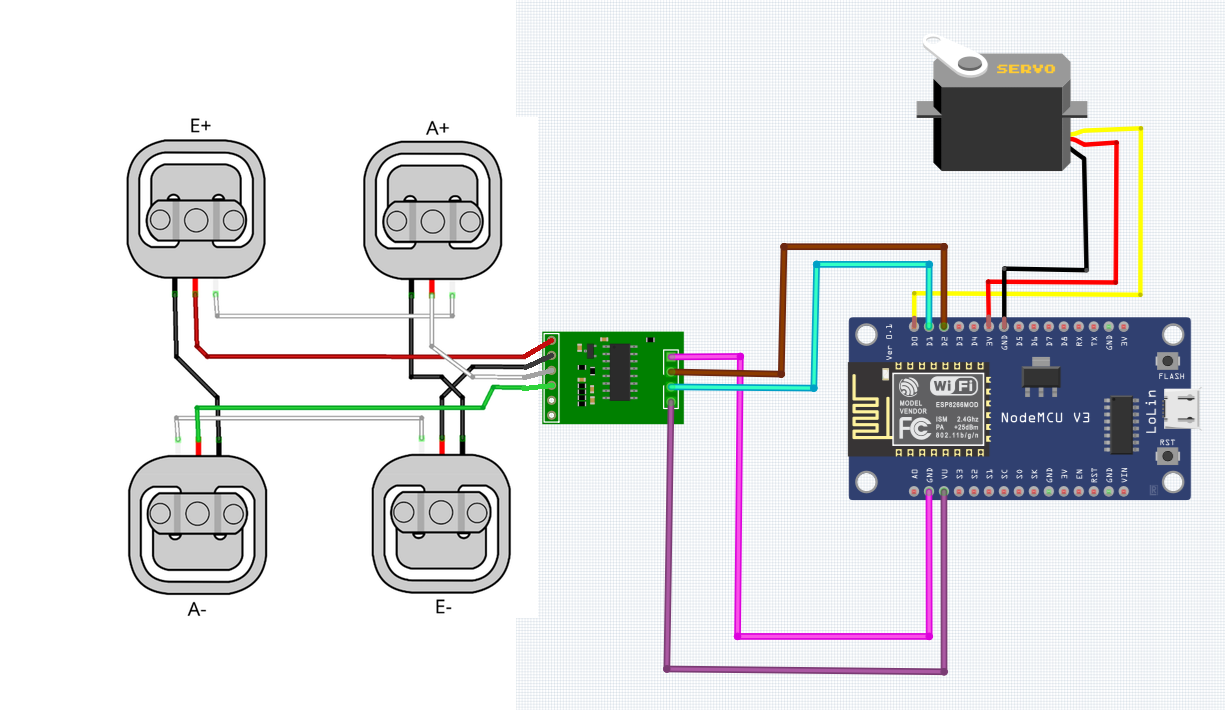 SERVO
E+
A+
Ver 0.1
D0
D1
D2
D3
D4
3V
GND
D5
D6
D7
D8
RX
TX
GND
3V
FLASH
WiFi
MODEL
VENDOR
ESP8266MOD
FC
ISM 2.4Ghz
PA +25dBm
802.11b/g/n
NodeMCU V3
LoLin
RST
A0
GND
VU
S3
S2
S1
SC
S0
SK
GND
3V
EN
RST
GND
VIN
A-
E-